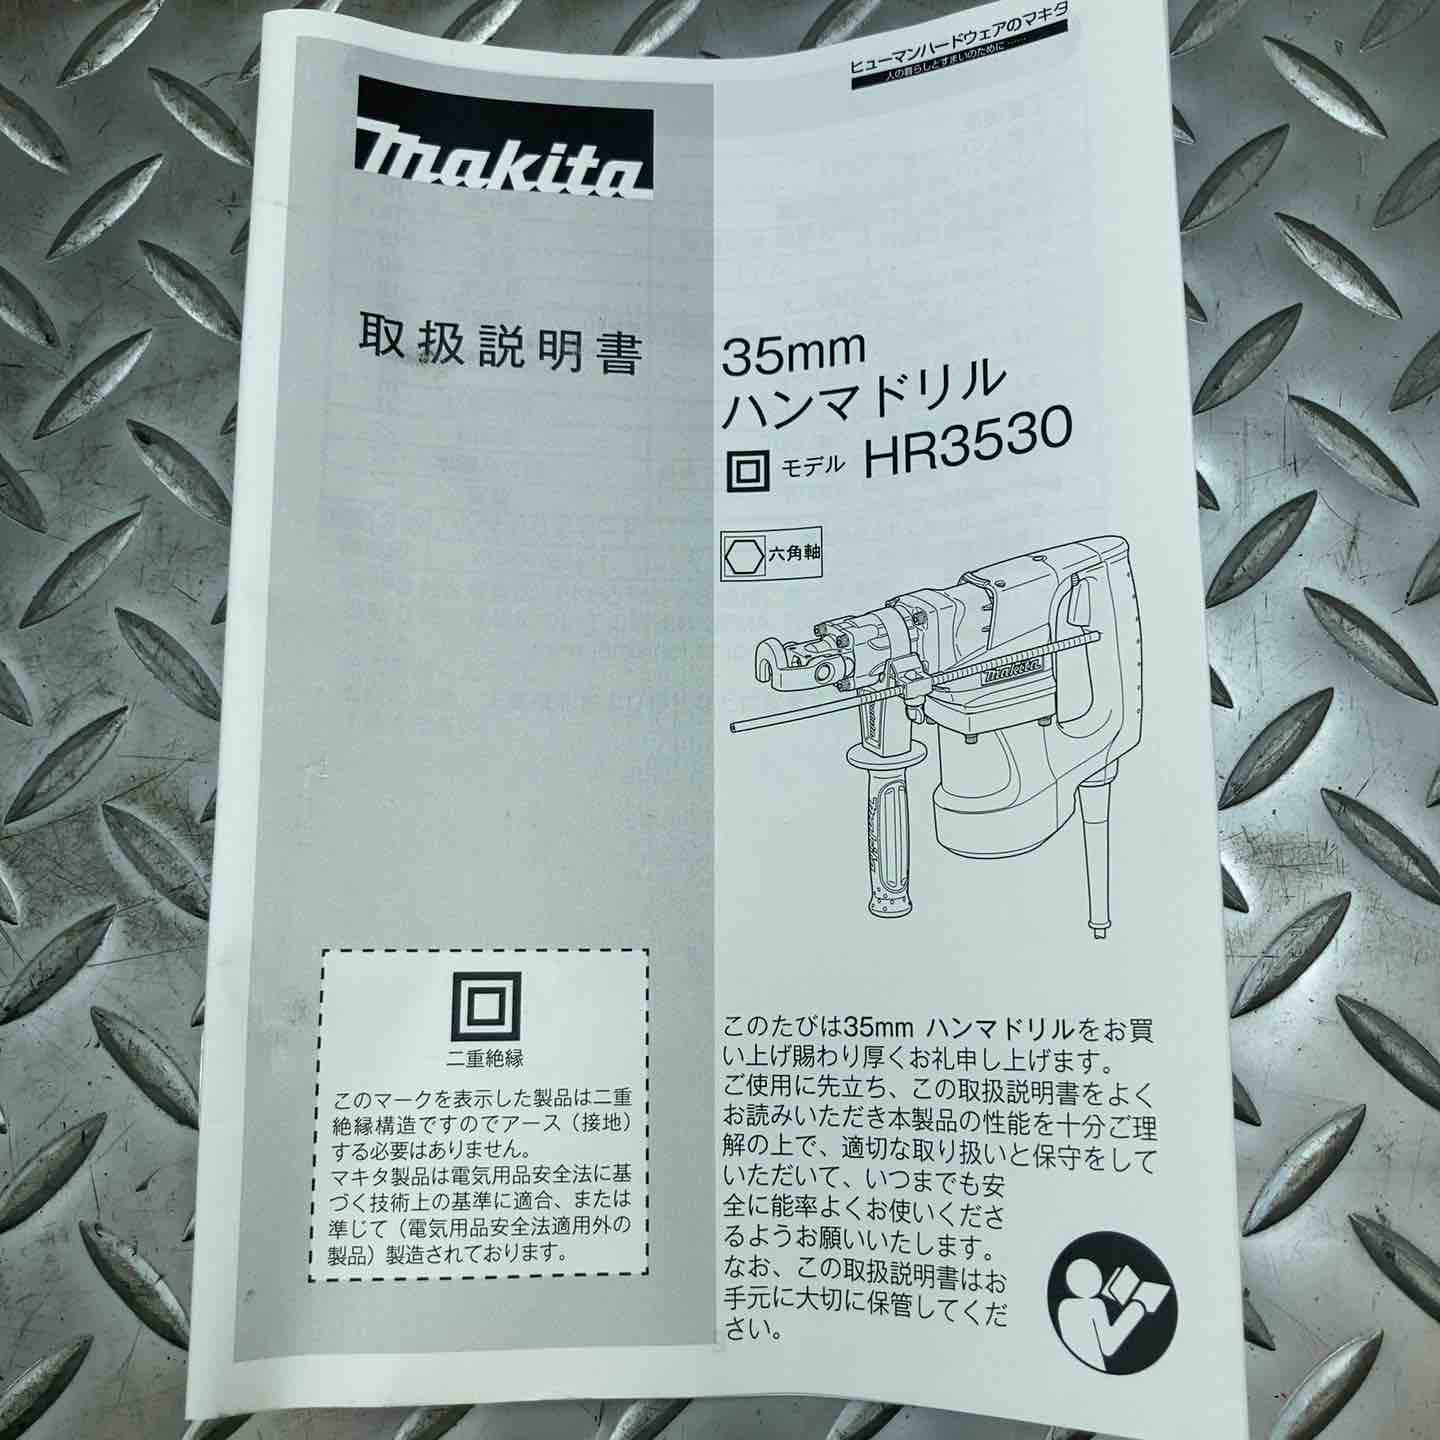 ヒューマンハードウェアのマキタ
人の暮らしとすまいのために……
makita
取扱説明書
35mm
ハンマドリル
モデル HR3530
六角軸
makita
二重絶縁
このマークを表示した製品は二重
絶縁構造ですのでアース（接地）
する必要はありません。
マキタ製品は電気用品安全法に基
づく技術上の基準に適合、または
準じて（電気用品安全法適用外の
製品）製造されております。
このたびは35mm ハンマドリルをお買
い上げ賜わり厚くお礼申し上げます。
ご使用に先立ち、この取扱説明書をよく
お読みいただき本製品の性能を十分ご理
解の上で、適切な取り扱いと保守をして
いただいて、いつまでも安
全に能率よくお使いくださ
るようお願いいたします。
なお、この取扱説明書はお
手元に大切に保管してくだ
さい。